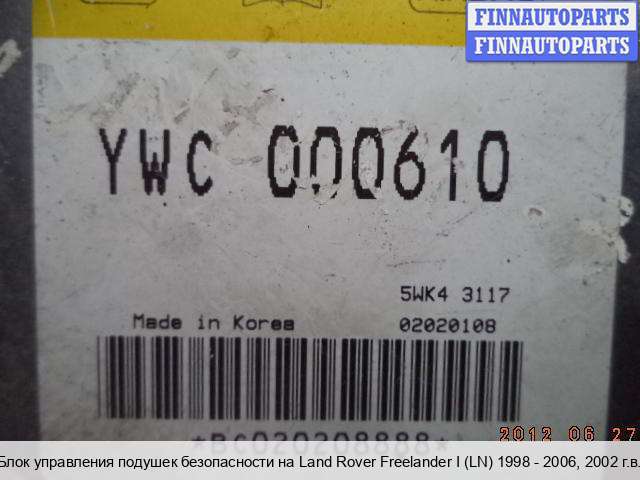 FINNAUTOPARTS
FINNAUTOPARTS
YWC 000610
5WK4 3117
Made in Korea
02020108
*BC020208888*
2012 06 27
Блок управления подушек безопасности на Land Rover Freelander I (LN) 1998 - 2006, 2002 г.в.